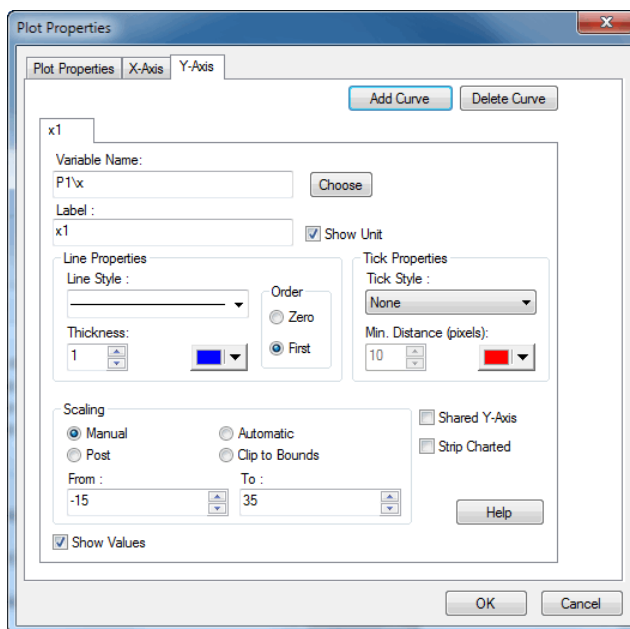 Plot Properties
Plot Properties X-Axis Y-Axis
Add Curve Delete Curve
x1
Variable Name:
P1\x Choose
Label :
x1 Show Unit
Line Properties Tick Properties
Line Style : Order Tick Style :
Zero None
Thickness: First Min. Distance (pixels):
1 10
Scaling
Manual Automatic Shared Y-Axis
Post Clip to Bounds Strip Charted
From : To :
-15 35
Help
Show Values
OK Cancel